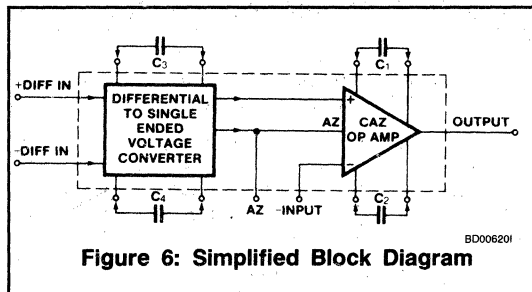 C3
C1
+DIFF IN
DIFFERENTIAL
TO SINGLE
ENDED
VOLTAGE
CONVERTER
+
AZ
CAZ
OP AMP
OUTPUT
-DIFF IN
−
C4
AZ
-INPUT
C2
BD00620I
Figure 6: Simplified Block Diagram